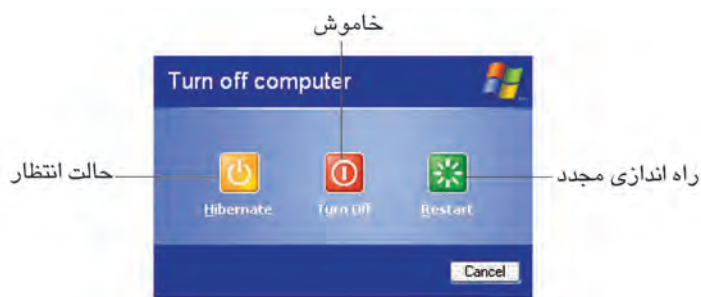 خاموش
Turn off computer
حالت انتظار
راه اندازی مجدد
Hibernate
Turn Off
Restart
Cancel